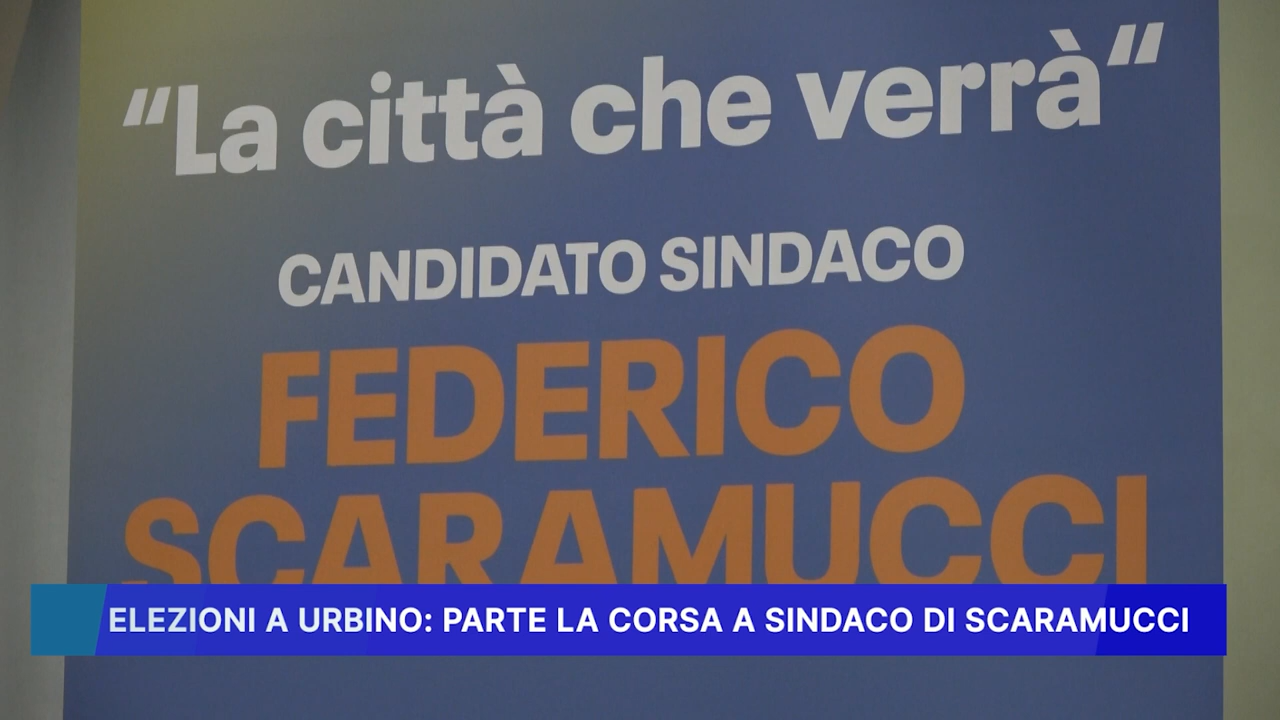 “La città che verrà“
CANDIDATO SINDACO
FEDERICO
SCARAMUCCI
ELEZIONI A URBINO: PARTE LA CORSA A SINDACO DI SCARAMUCCI